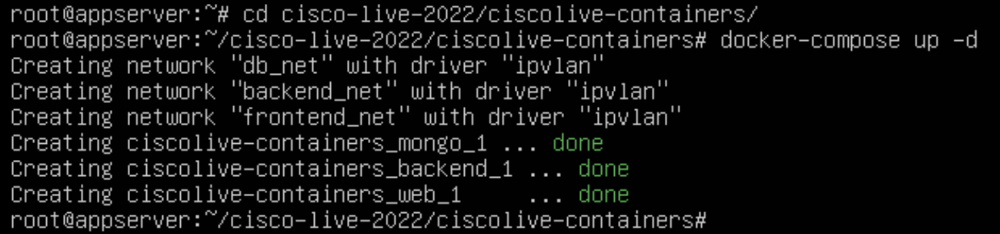 root@appserver:~# cd cisco-live-2022/ciscolive-containers/
root@appserver:~/cisco-live-2022/ciscolive-containers# docker-compose up -d
Creating network "db_net" with driver "ipvlan"
Creating network "backend_net" with driver "ipvlan"
Creating network "frontend_net" with driver "ipvlan"
Creating ciscolive-containers_mongo_1 ... done
Creating ciscolive-containers_backend_1 ... done
Creating ciscolive-containers_web_1     ... done
root@appserver:~/cisco-live-2022/ciscolive-containers#